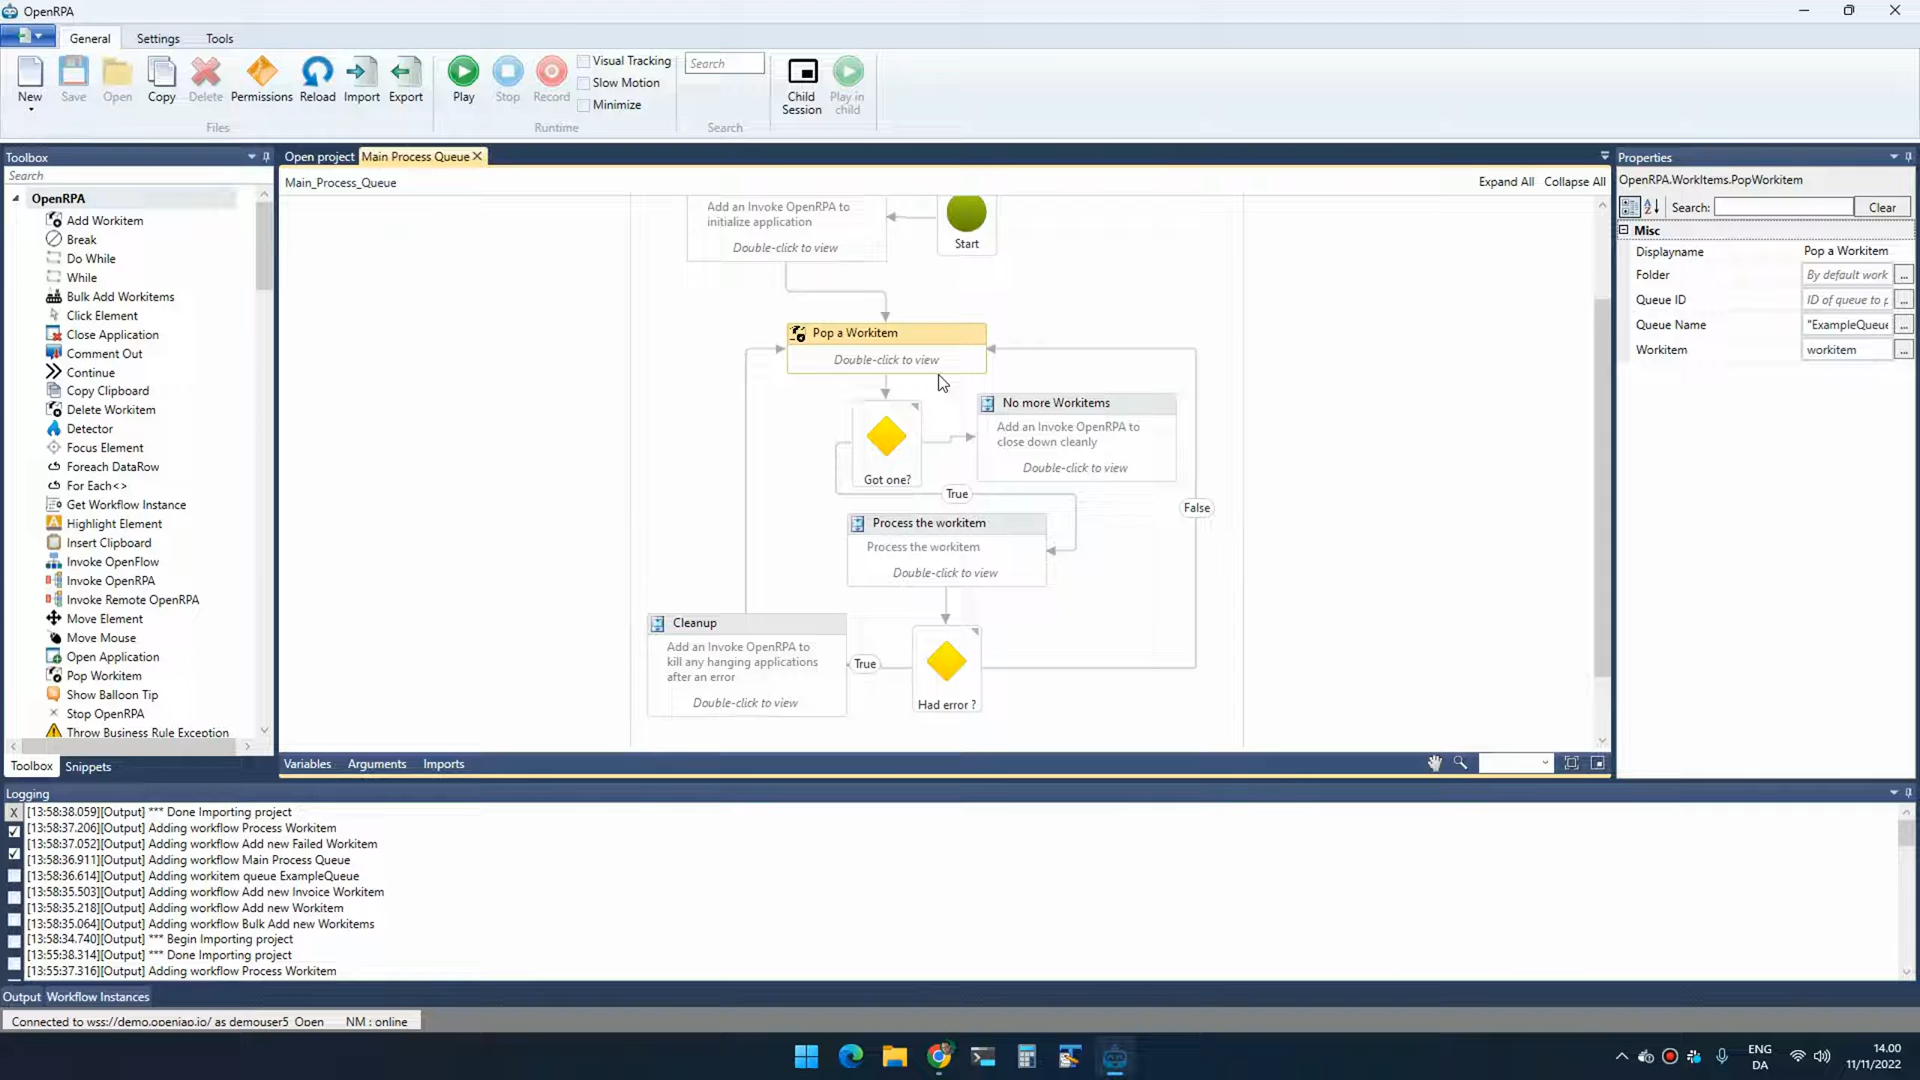 OpenRPA
General Settings Tools
New
Save
Open
Copy
Delete
Permissions
Reload
Import
Export
Files
Play
Stop
Record
Visual Tracking
Slow Motion
Minimize
Runtime
Search
Search
Child Session
Play in child
Toolbox
Search
OpenRPA
Add Workitem
Break
Do While
While
Bulk Add Workitems
Click Element
Close Application
Comment Out
Continue
Copy Clipboard
Delete Workitem
Detector
Focus Element
Foreach DataRow
For Each<>
Get Workflow Instance
Highlight Element
Insert Clipboard
Invoke OpenFlow
Invoke OpenRPA
Invoke Remote OpenRPA
Move Element
Move Mouse
Open Application
Pop Workitem
Show Balloon Tip
Stop OpenRPA
Throw Business Rule Exception
Toolbox Snippets
Open project Main Process Queue
Main_Process_Queue
Expand All Collapse All
Add an Invoke OpenRPA to
initialize application
Double-click to view
Start
Pop a Workitem
Double-click to view
Got one?
No more Workitems
Add an Invoke OpenRPA to
close down cleanly
Double-click to view
True
False
Process the workitem
Process the workitem
Double-click to view
Cleanup
Add an Invoke OpenRPA to
kill any hanging applications
after an error
Double-click to view
True
Had error ?
Variables Arguments Imports
Properties
OpenRPA.WorkItems.PopWorkitem
Search: Clear
Misc
Displayname Pop a Workitem
Folder By default work ...
Queue ID ID of queue to p ...
Queue Name "ExampleQueue ...
Workitem workitem ...
Logging
X
[13:58:38.059][Output] *** Done Importing project
[13:58:37.206][Output] Adding workflow Process Workitem
[13:58:37.052][Output] Adding workflow Add new Failed Workitem
[13:58:36.911][Output] Adding workflow Main Process Queue
[13:58:36.614][Output] Adding workitem queue ExampleQueue
[13:58:35.503][Output] Adding workflow Add new Invoice Workitem
[13:58:35.218][Output] Adding workflow Add new Workitem
[13:58:35.064][Output] Adding workflow Bulk Add new Workitems
[13:58:34.740][Output] *** Begin Importing project
[13:55:38.314][Output] *** Done Importing project
[13:55:37.316][Output] Adding workflow Process Workitem
Output Workflow Instances
Connected to wss://demo.openiap.io/ as demouser5 Open NM : online
ENG
DA
14.00
11/11/2022